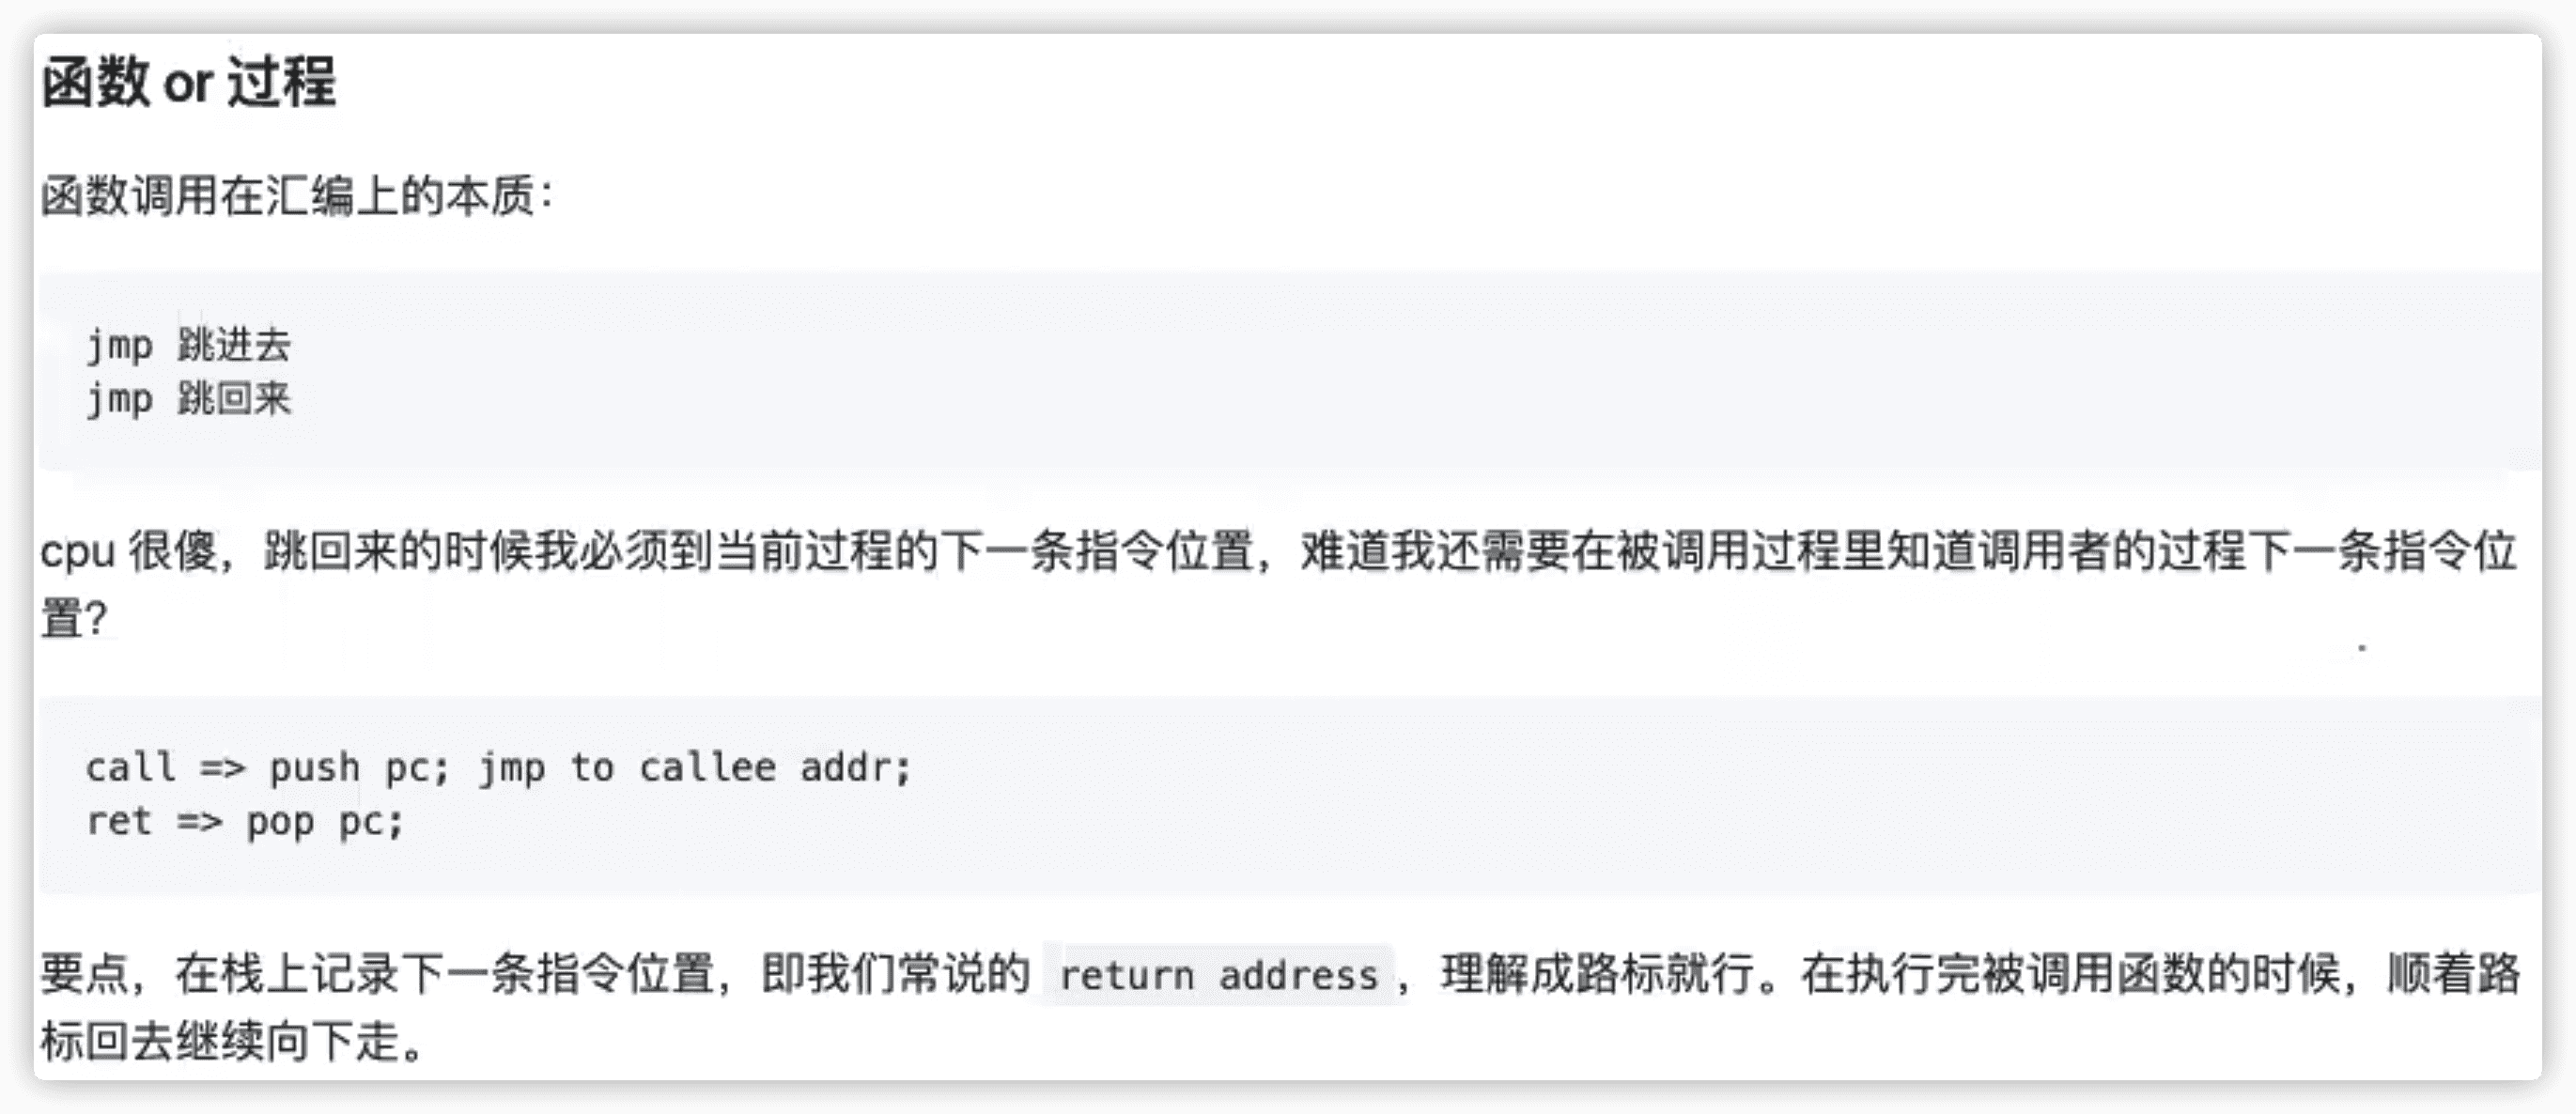 函数 or 过程
函数调用在汇编上的本质：
jmp 跳进去
jmp 跳回来
cpu 很傻，跳回来的时候我必须到当前过程的下一条指令位置，难道我还需要在被调用过程里知道调用者的过程下一条指令位
置？
call => push pc; jmp to callee addr;
ret => pop pc;
要点，在栈上记录下一条指令位置，即我们常说的 return address，理解成路标就行。在执行完被调用函数的时候，顺着路
标回去继续向下走。